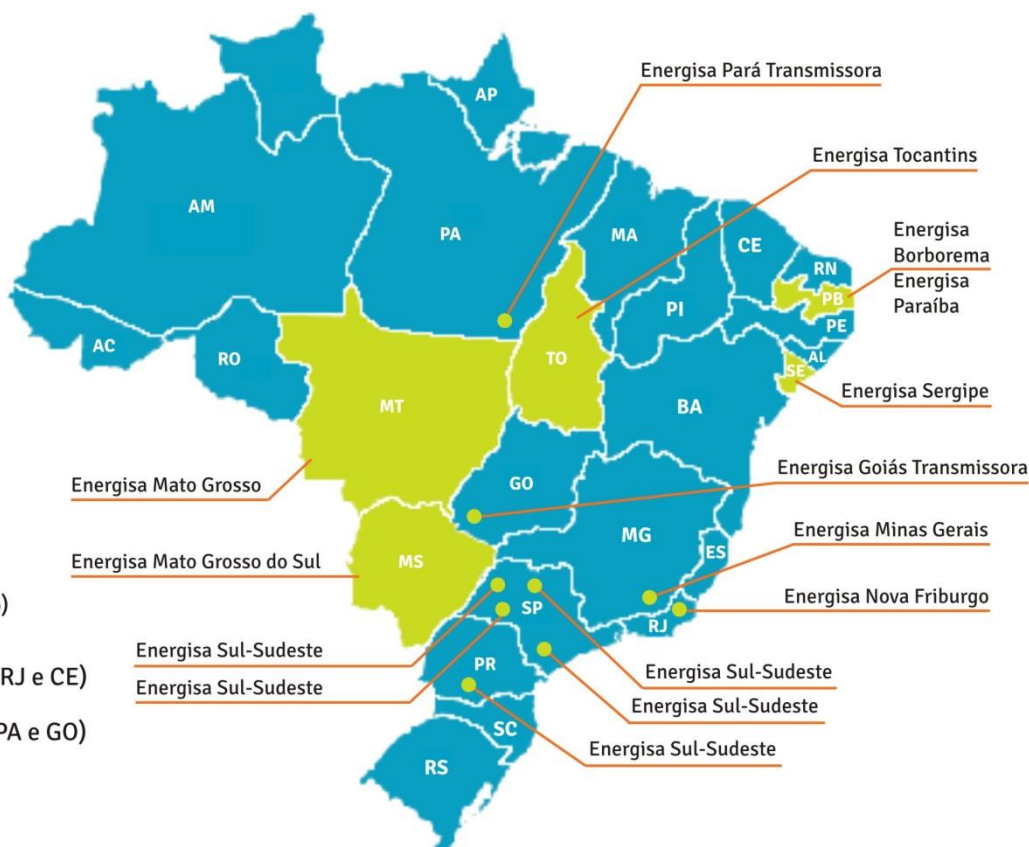 Energisa Pará Transmissora
AP
Energisa Tocantins
AM
PA
MA
CE
Energisa
Borborema
RN
Energisa
Paraíba
PB
PI
PE
AC
RO
TO
AL
SE
MT
BA
Energisa Sergipe
Energisa Mato Grosso
GO
Energisa Goiás Transmissora
MG
ES
Energisa Minas Gerais
Energisa Mato Grosso do Sul
MS
Energisa Nova Friburgo
SP
RJ
Energisa Sul-Sudeste
RJ e CE)
Energisa Sul-Sudeste
PR
Energisa Sul-Sudeste
Energisa Sul-Sudeste
PA e GO)
SC
Energisa Sul-Sudeste
RS